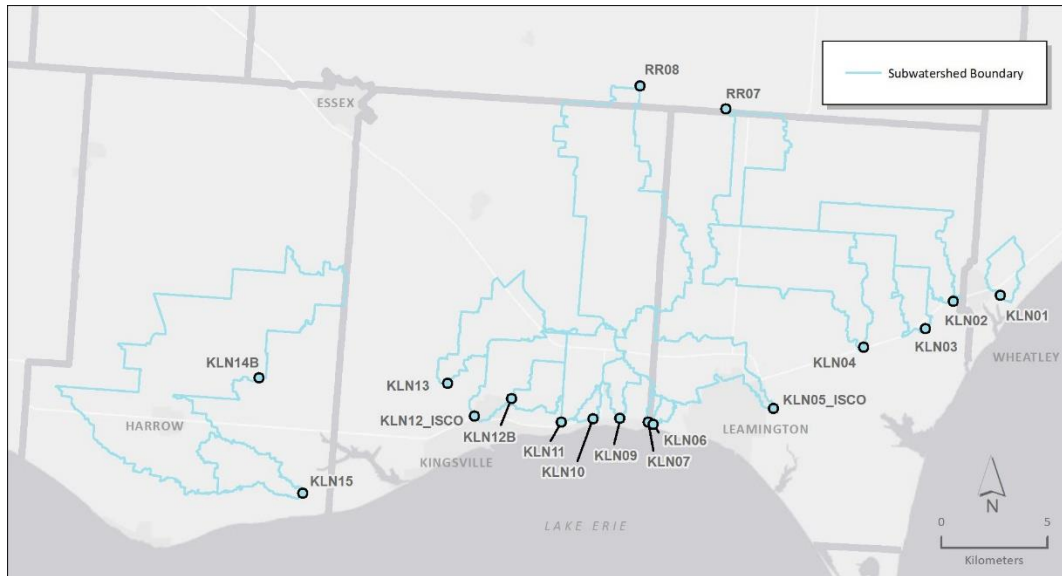 RR08
Subwatershed Boundary
ESSEX
RR07
KLN01
KLN02
KLN03
WHEATLEY
KLN04
KLN14B
KLN13
KLN12_ISCO
KLN12B
KLN05_ISCO
HARROW
LEAMINGTON
KLN11
KLN06
KINGSVILLE
KLN09
KLN07
KLN10
KLN15
N
LAKE ERIE
0 5
Kilometers